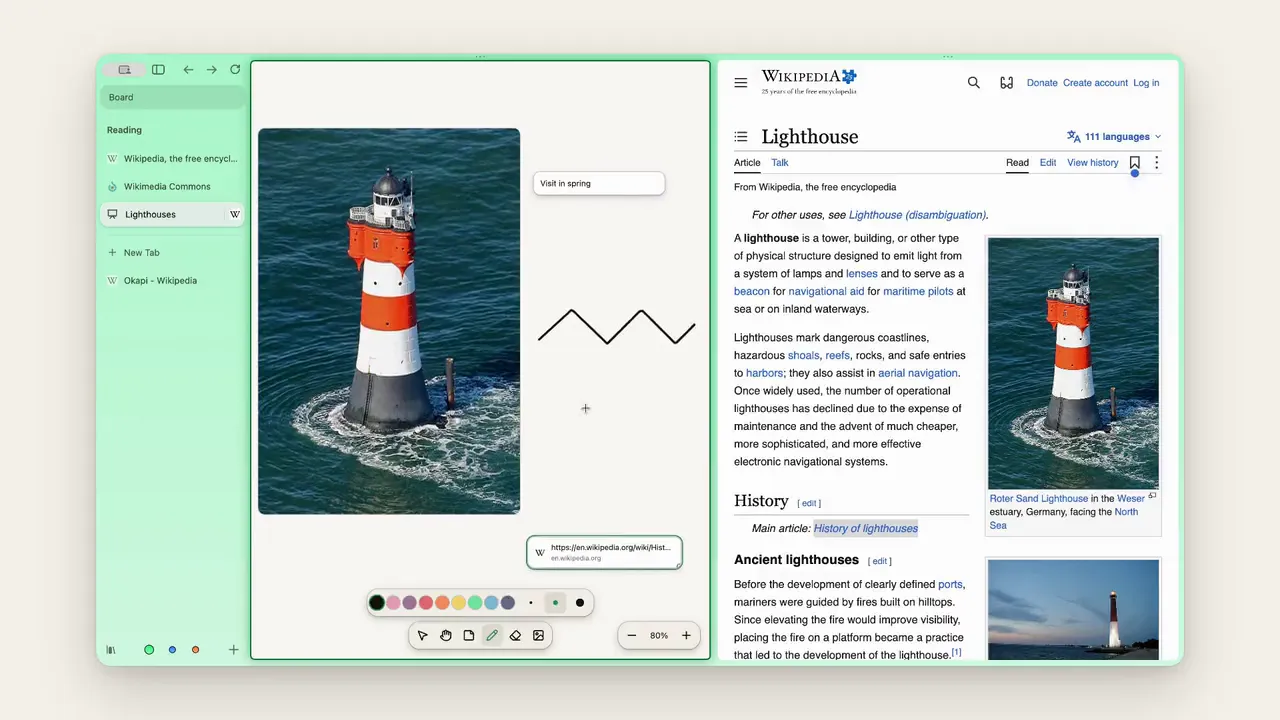 Board
Reading
Wikipedia, the free encycl...
Wikimedia Commons
Lighthouses
New Tab
Okapi - Wikipedia
Visit in spring
https://en.wikipedia.org/wiki/Hist...
en.wikipedia.org
80%
WIKIPEDIA
25 years of the free encyclopedia
Donate Create account Log in
Lighthouse
111 languages
Article Talk
Read Edit View history
From Wikipedia, the free encyclopedia
For other uses, see Lighthouse (disambiguation).
A lighthouse is a tower, building, or other type
of physical structure designed to emit light from
a system of lamps and lenses and to serve as a
beacon for navigational aid for maritime pilots at
sea or on inland waterways.
Lighthouses mark dangerous coastlines,
hazardous shoals, reefs, rocks, and safe entries
to harbors; they also assist in aerial navigation.
Once widely used, the number of operational
lighthouses has declined due to the expense of
maintenance and the advent of much cheaper,
more sophisticated, and more effective
electronic navigational systems.
Roter Sand Lighthouse in the Weser
estuary, Germany, facing the North
Sea
History [ edit ]
Main article: History of lighthouses
Ancient lighthouses [ edit ]
Before the development of clearly defined ports,
mariners were guided by fires built on hilltops.
Since elevating the fire would improve visibility,
placing the fire on a platform became a practice
that led to the development of the lighthouse.[1]